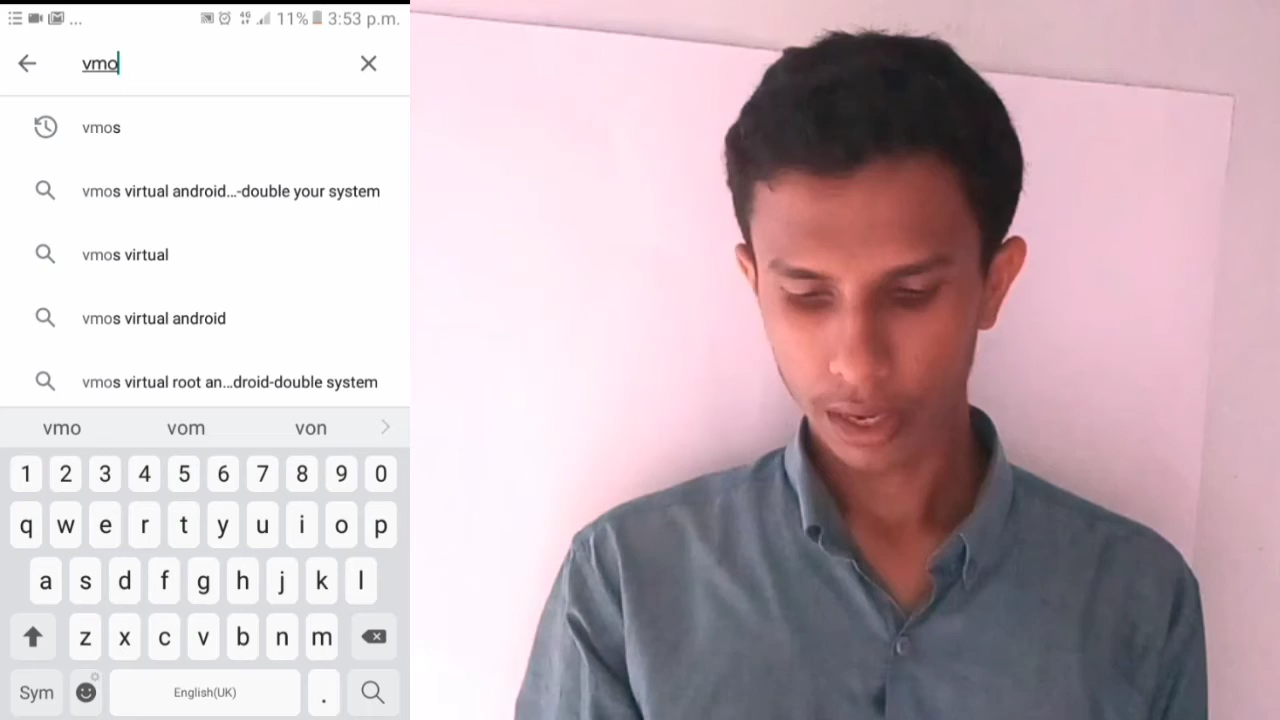 ... 4G 11% 3:53 p.m.
vmo
vmos
vmos virtual android...-double your system
vmos virtual
vmos virtual android
vmos virtual root an...droid-double system
vmo vom von
1 2 3 4 5 6 7 8 9 0
q w e r t y u i o p
a s d f g h j k l
z x c v b n m
Sym English(UK) .